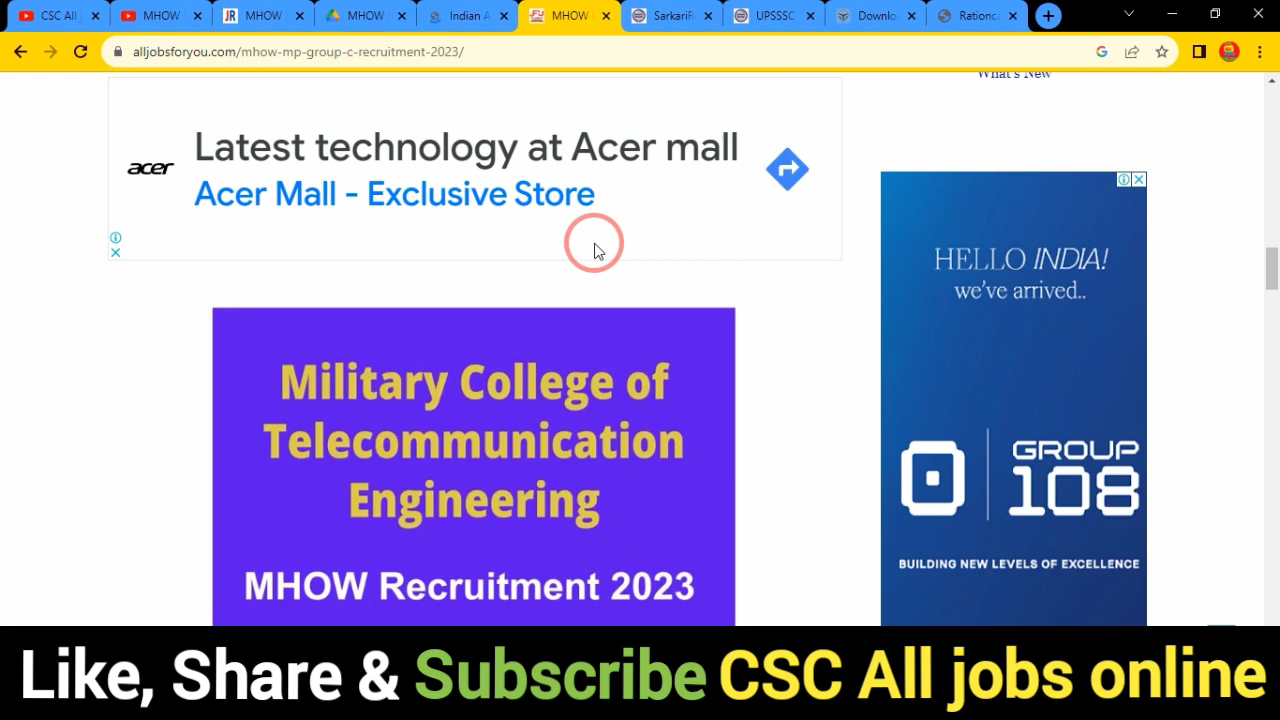 CSC All j
MHOW
MHOW
MHOW
Indian A
MHOW
SarkariR
UPSSSC
Downlo
Rationca
alljobsforyou.com/mhow-mp-group-c-recruitment-2023/
What's New
acer
Latest technology at Acer mall
Acer Mall - Exclusive Store
HELLO INDIA!
we've arrived..
GROUP
108
BUILDING NEW LEVELS OF EXCELLENCE
Military College of
Telecommunication
Engineering
MHOW Recruitment 2023
Like, Share & Subscribe CSC All jobs online